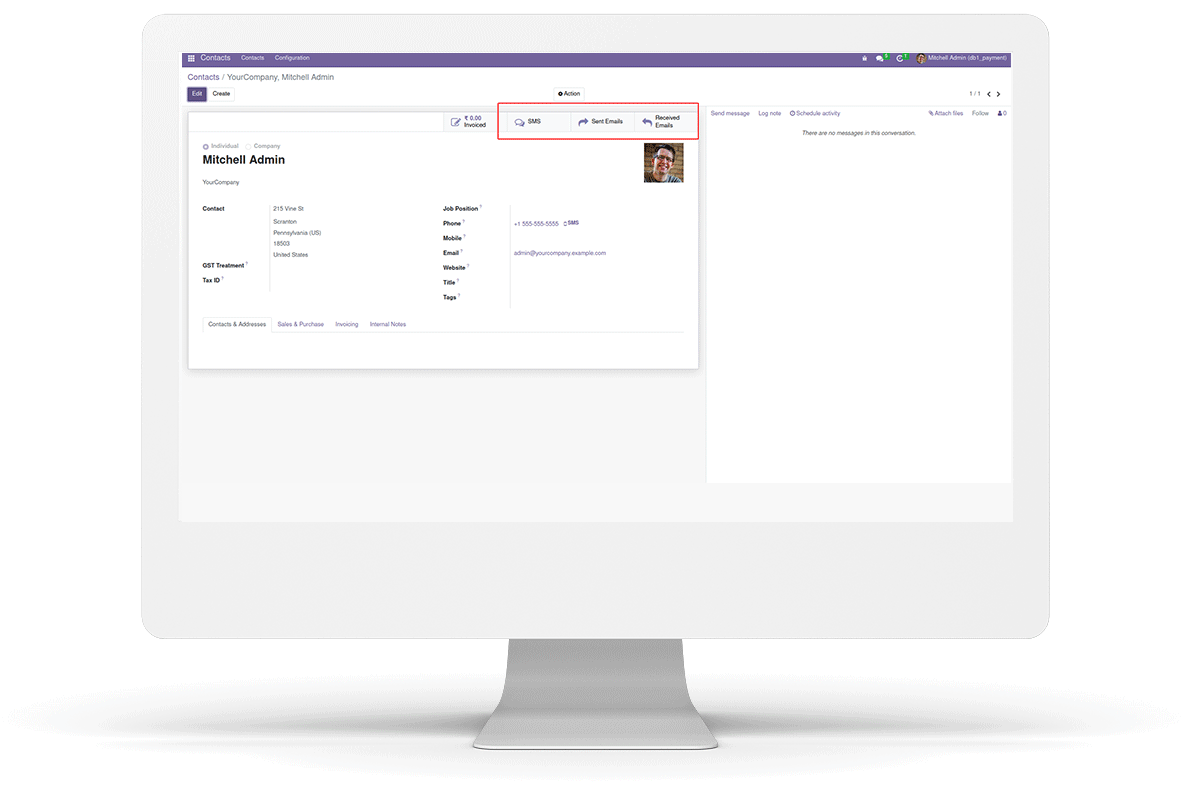 Contacts Contacts Configuration 5 1 Mitchell Admin (db1_payment)
Contacts / YourCompany, Mitchell Admin
Edit Create Action 1 / 1
₹ 0.00
Invoiced
SMS
Sent Emails
Received
Emails
Send message Log note Schedule activity Attach files Follow 0
There are no messages in this conversation.
Individual Company
Mitchell Admin
YourCompany
Contact 215 Vine St
Scranton
Pennsylvania (US)
18503
United States
GST Treatment ?
Tax ID ?
Job Position ?
Phone ? +1 555-555-5555 SMS
Mobile ?
Email ? admin@yourcompany.example.com
Website ?
Title ?
Tags ?
Contacts & Addresses Sales & Purchase Invoicing Internal Notes